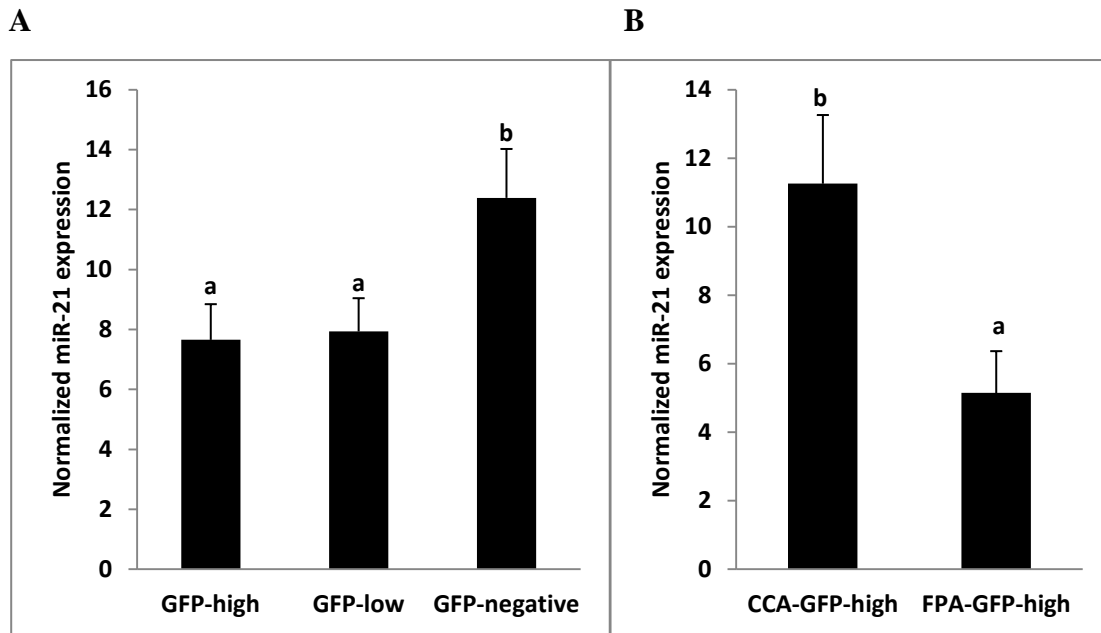 A
Normalized miR-21 expression
16
14
12
10
8
6
4
2
0
a
a
b
GFP-high GFP-low GFP-negative
B
Normalized miR-21 expression
14
12
10
8
6
4
2
0
b
a
CCA-GFP-high FPA-GFP-high